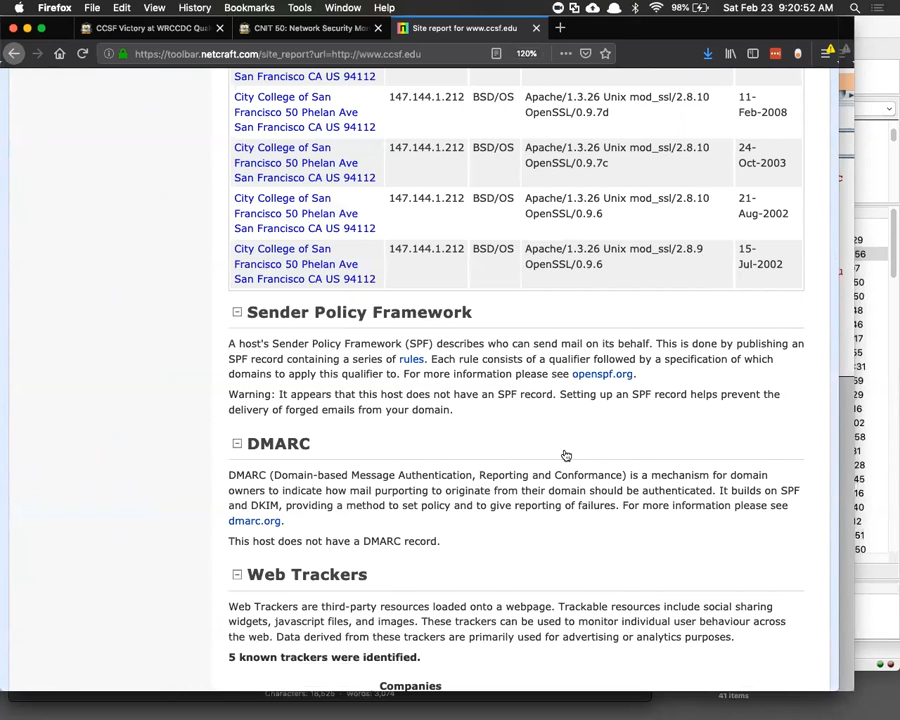 Firefox File Edit View History Bookmarks Tools Window Help 98% Sat Feb 23 9:20:52 AM
CCSF Victory at WRCCDC Qual
CNIT 50: Network Security Mo
Site report for www.ccsf.edu
https://toolbar.netcraft.com/site_report?url=http://www.ccsf.edu 120%
San Francisco CA US 94112
City College of San 147.144.1.212 BSD/OS Apache/1.3.26 Unix mod_ssl/2.8.10 11-
Francisco 50 Phelan Ave OpenSSL/0.9.7d Feb-2008
San Francisco CA US 94112
City College of San 147.144.1.212 BSD/OS Apache/1.3.26 Unix mod_ssl/2.8.10 24-
Francisco 50 Phelan Ave OpenSSL/0.9.7c Oct-2003
San Francisco CA US 94112
City College of San 147.144.1.212 BSD/OS Apache/1.3.26 Unix mod_ssl/2.8.10 21-
Francisco 50 Phelan Ave OpenSSL/0.9.6 Aug-2002
San Francisco CA US 94112
City College of San 147.144.1.212 BSD/OS Apache/1.3.26 Unix mod_ssl/2.8.9 15-
Francisco 50 Phelan Ave OpenSSL/0.9.6 Jul-2002
San Francisco CA US 94112
Sender Policy Framework
A host's Sender Policy Framework (SPF) describes who can send mail on its behalf. This is done by publishing an
SPF record containing a series of rules. Each rule consists of a qualifier followed by a specification of which
domains to apply this qualifier to. For more information please see openspf.org.
Warning: It appears that this host does not have an SPF record. Setting up an SPF record helps prevent the
delivery of forged emails from your domain.
DMARC
DMARC (Domain-based Message Authentication, Reporting and Conformance) is a mechanism for domain
owners to indicate how mail purporting to originate from their domain should be authenticated. It builds on SPF
and DKIM, providing a method to set policy and to give reporting of failures. For more information please see
dmarc.org.
This host does not have a DMARC record.
Web Trackers
Web Trackers are third-party resources loaded onto a webpage. Trackable resources include social sharing
widgets, javascript files, and images. These trackers can be used to monitor individual user behaviour across
the web. Data derived from these trackers are primarily used for advertising or analytics purposes.
5 known trackers were identified.
Companies
41 items